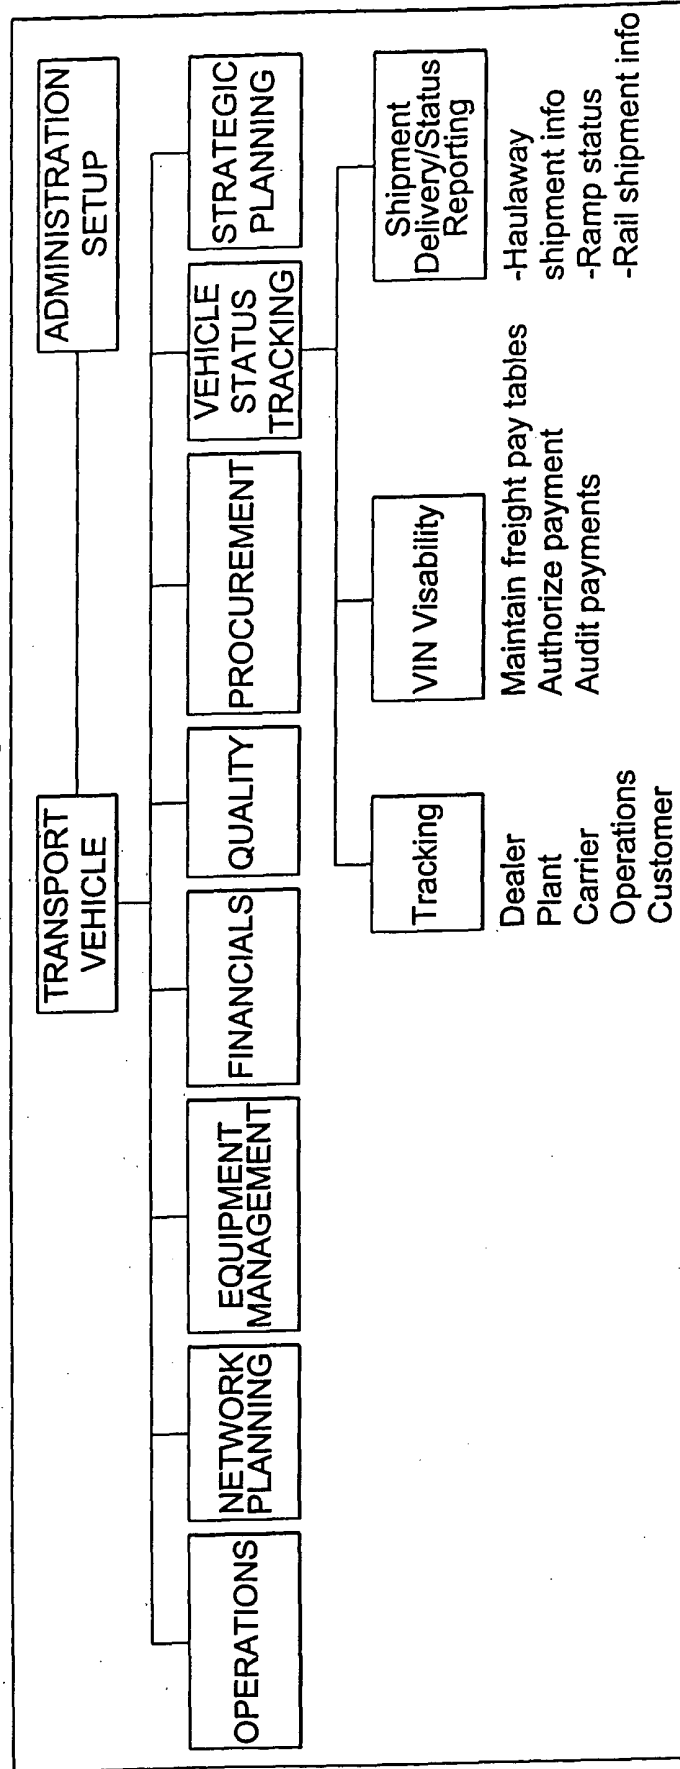 TRANSPORT
VEHICLE
ADMINISTRATION
SETUP
OPERATIONS
NETWORK
PLANNING
EQUIPMENT
MANAGEMENT
FINANCIALS
QUALITY
PROCUREMENT
VEHICLE
STATUS
TRACKING
STRATEGIC
PLANNING
Tracking
Dealer
Plant
Carrier
Operations
Customer
VIN Visability
Maintain freight pay tables
Authorize payment
Audit payments
Shipment
Delivery/Status
Reporting
-Haulaway
shipment info
-Ramp status
-Rail shipment info